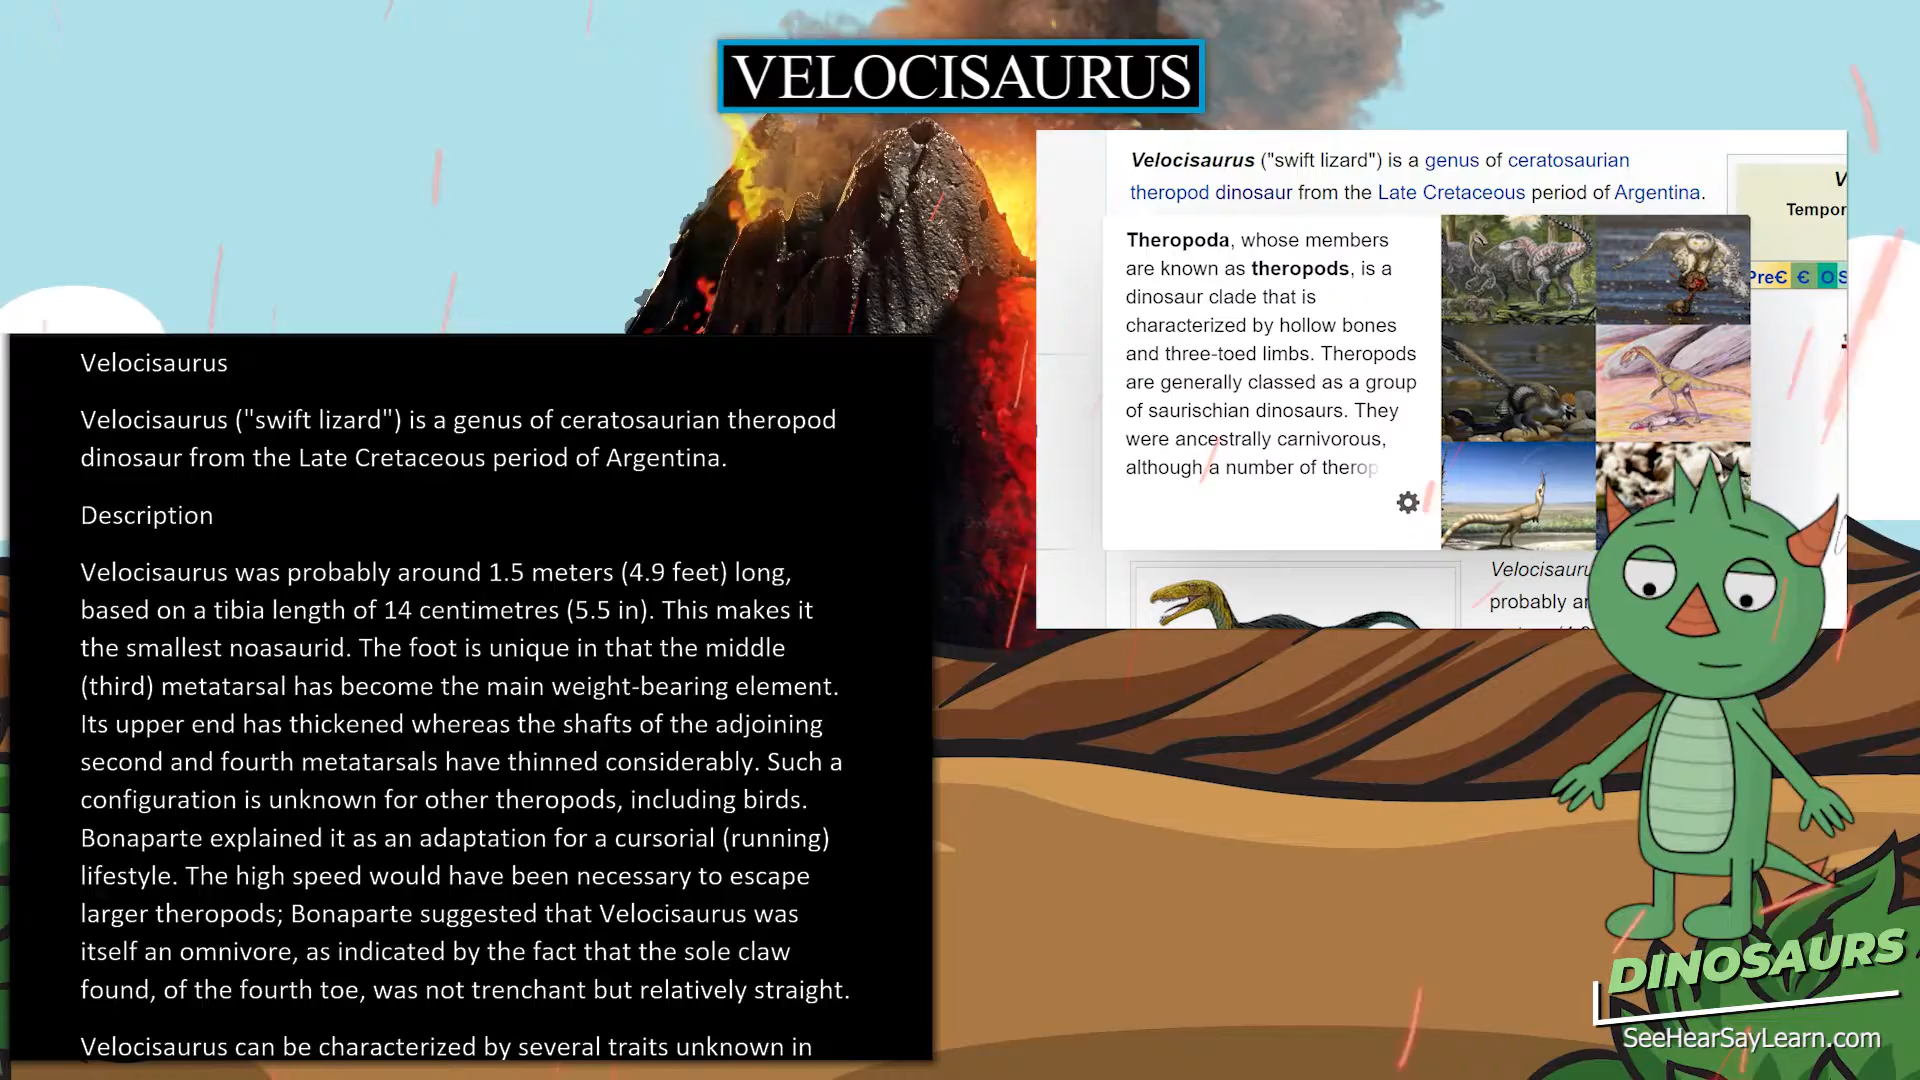 VELOCISAURUS
Velocisaurus ("swift lizard") is a genus of ceratosaurian
theropod dinosaur from the Late Cretaceous period of Argentina.
Theropoda, whose members
are known as theropods, is a
dinosaur clade that is
characterized by hollow bones
and three-toed limbs. Theropods
are generally classed as a group
of saurischian dinosaurs. They
were ancestrally carnivorous,
although a number of therop
V
Tempor
PreЄ Є O S
Velocisauru
probably ar
Velocisaurus
Velocisaurus ("swift lizard") is a genus of ceratosaurian theropod
dinosaur from the Late Cretaceous period of Argentina.
Description
Velocisaurus was probably around 1.5 meters (4.9 feet) long,
based on a tibia length of 14 centimetres (5.5 in). This makes it
the smallest noasaurid. The foot is unique in that the middle
(third) metatarsal has become the main weight-bearing element.
Its upper end has thickened whereas the shafts of the adjoining
second and fourth metatarsals have thinned considerably. Such a
configuration is unknown for other theropods, including birds.
Bonaparte explained it as an adaptation for a cursorial (running)
lifestyle. The high speed would have been necessary to escape
larger theropods; Bonaparte suggested that Velocisaurus was
itself an omnivore, as indicated by the fact that the sole claw
found, of the fourth toe, was not trenchant but relatively straight.
Velocisaurus can be characterized by several traits unknown in
DINOSAURS
SeeHearSayLearn.com